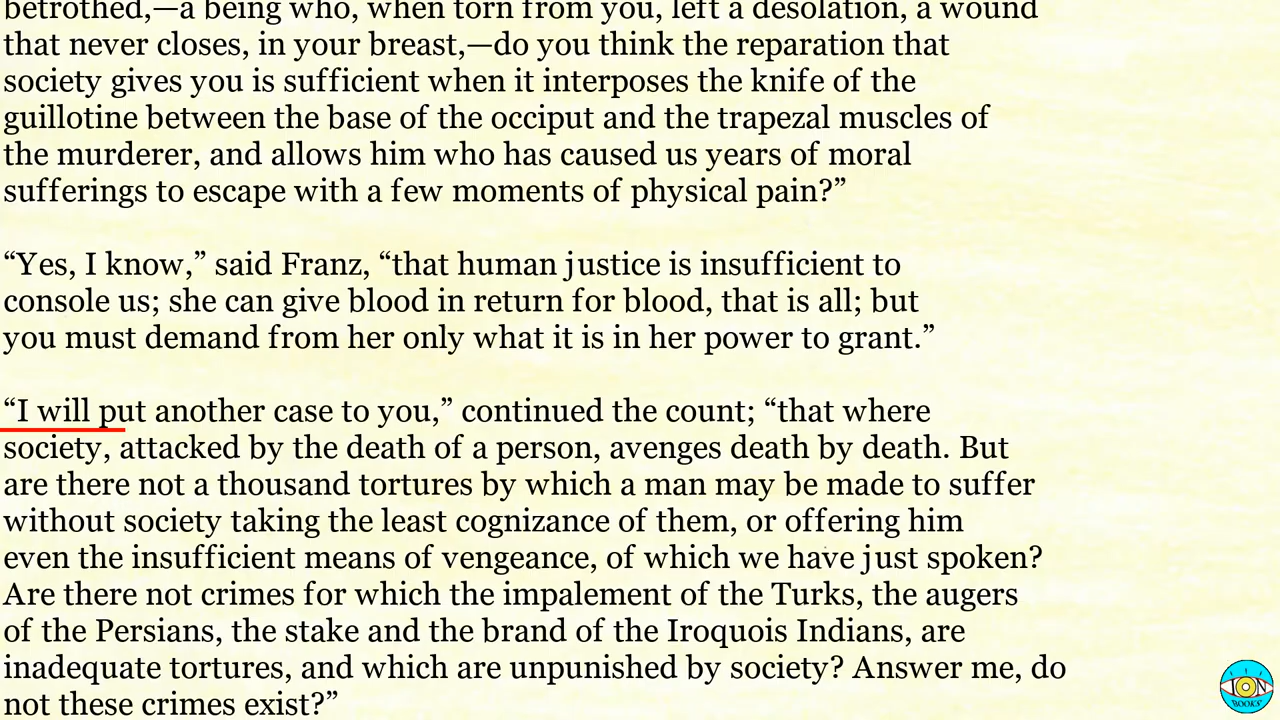 betrothed,—a being who, when torn from you, left a desolation, a wound
that never closes, in your breast,—do you think the reparation that
society gives you is sufficient when it interposes the knife of the
guillotine between the base of the occiput and the trapezal muscles of
the murderer, and allows him who has caused us years of moral
sufferings to escape with a few moments of physical pain?”
“Yes, I know,” said Franz, “that human justice is insufficient to
console us; she can give blood in return for blood, that is all; but
you must demand from her only what it is in her power to grant.”
“I will put another case to you,” continued the count; “that where
society, attacked by the death of a person, avenges death by death. But
are there not a thousand tortures by which a man may be made to suffer
without society taking the least cognizance of them, or offering him
even the insufficient means of vengeance, of which we have just spoken?
Are there not crimes for which the impalement of the Turks, the augers
of the Persians, the stake and the brand of the Iroquois Indians, are
inadequate tortures, and which are unpunished by society? Answer me, do
not these crimes exist?”
ION
BOOKS